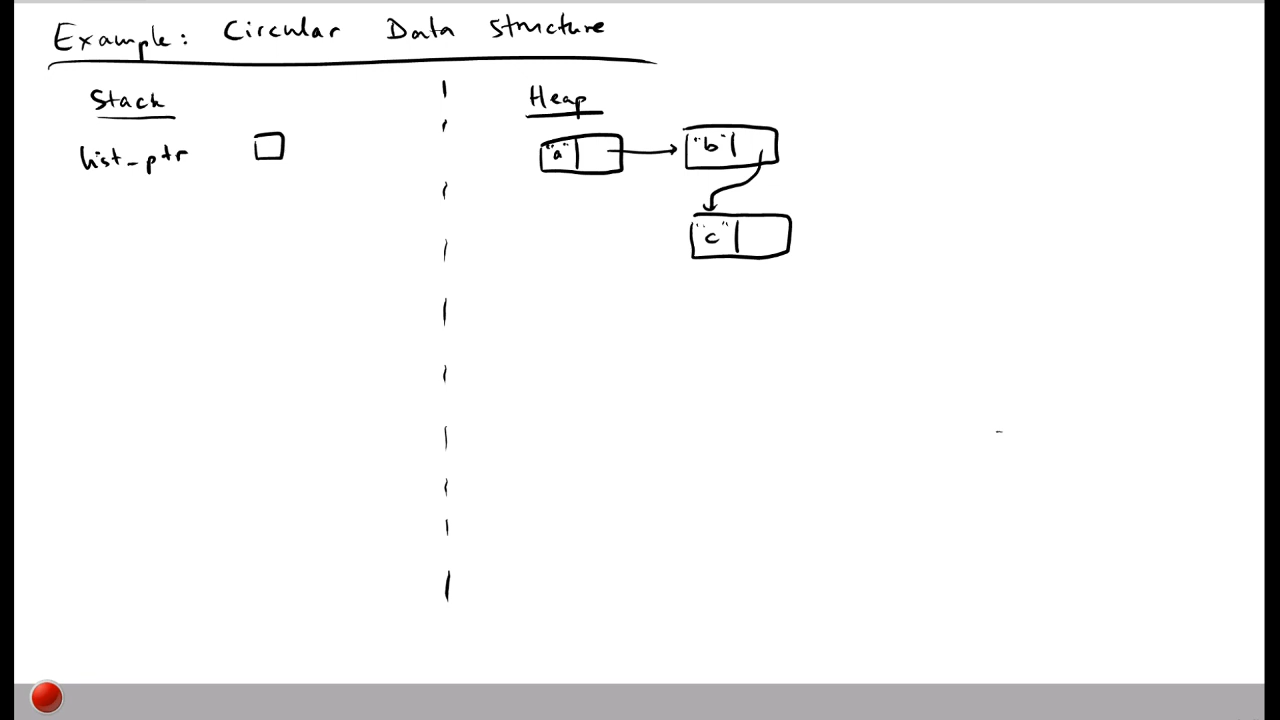 Example: Circular Data structure
Stack
Heap
list_ptr
"a"
"b"
"c"